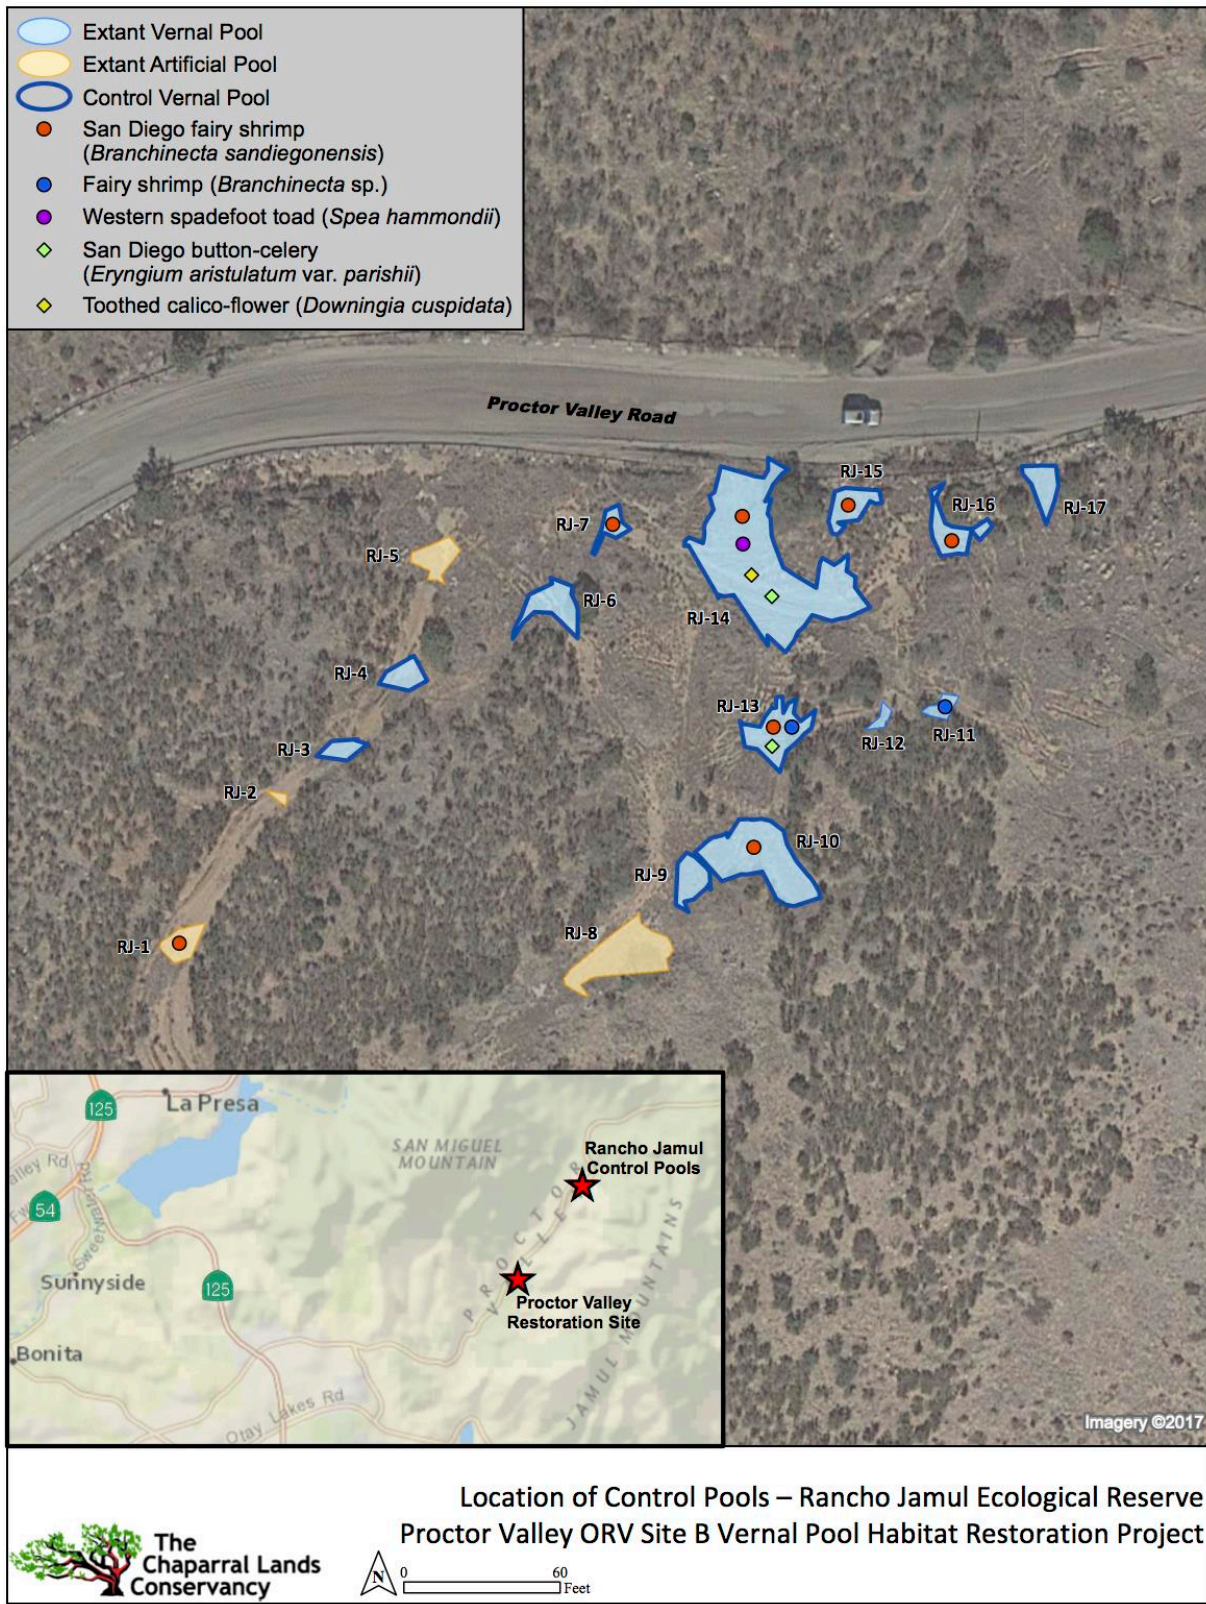 Extant Vernal Pool
Extant Artificial Pool
Control Vernal Pool
San Diego fairy shrimp
(Branchinecta sandiegonensis)
Fairy shrimp (Branchinecta sp.)
Western spadefoot toad (Spea hammondii)
San Diego button-celery
(Eryngium aristulatum var. parishii)
Toothed calico-flower (Downingia cuspidata)
Proctor Valley Road
RJ-15
RJ-16
RJ-17
RJ-7
RJ-5
RJ-6
RJ-14
RJ-4
RJ-13
RJ-3
RJ-12
RJ-11
RJ-2
RJ-10
RJ-9
RJ-8
RJ-1
La Presa
125
SAN MIGUEL
MOUNTAIN
Rancho Jamul
Control Pools
alley Rd
54
Sweetwater Rd
PROCTOR
VALLEY
Sunnyside
125
Proctor Valley
Restoration Site
JAMUL MOUNTAINS
Bonita
Otay Lakes Rd
Imagery ©2017
Location of Control Pools – Rancho Jamul Ecological Reserve
Proctor Valley ORV Site B Vernal Pool Habitat Restoration Project
The
Chaparral Lands
Conservancy
N
0 60
Feet